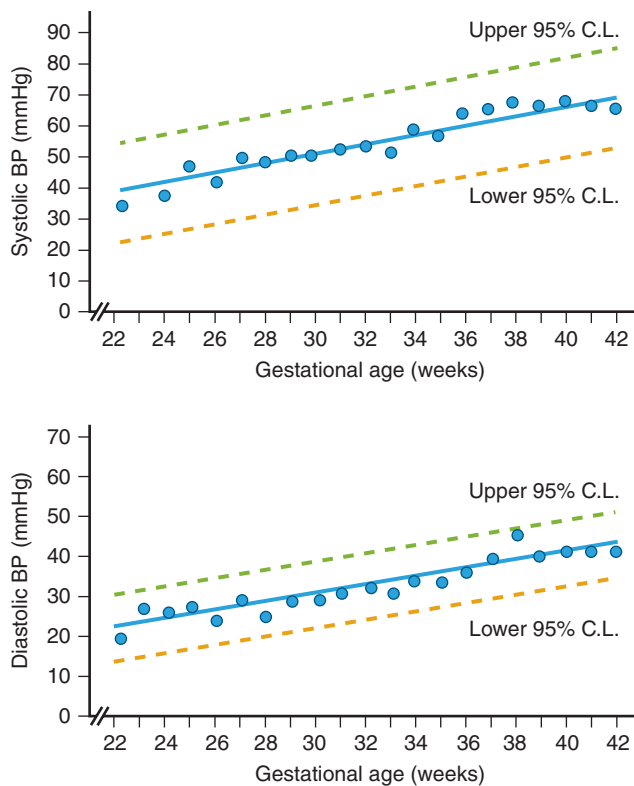 90
80
70
60
50
40
30
20
10
0
Systolic BP (mmHg)
Upper 95% C.L.
Lower 95% C.L.
22 24 26 28 30 32 34 36 38 40 42
Gestational age (weeks)
70
60
50
40
30
20
10
0
Diastolic BP (mmHg)
Upper 95% C.L.
Lower 95% C.L.
22 24 26 28 30 32 34 36 38 40 42
Gestational age (weeks)